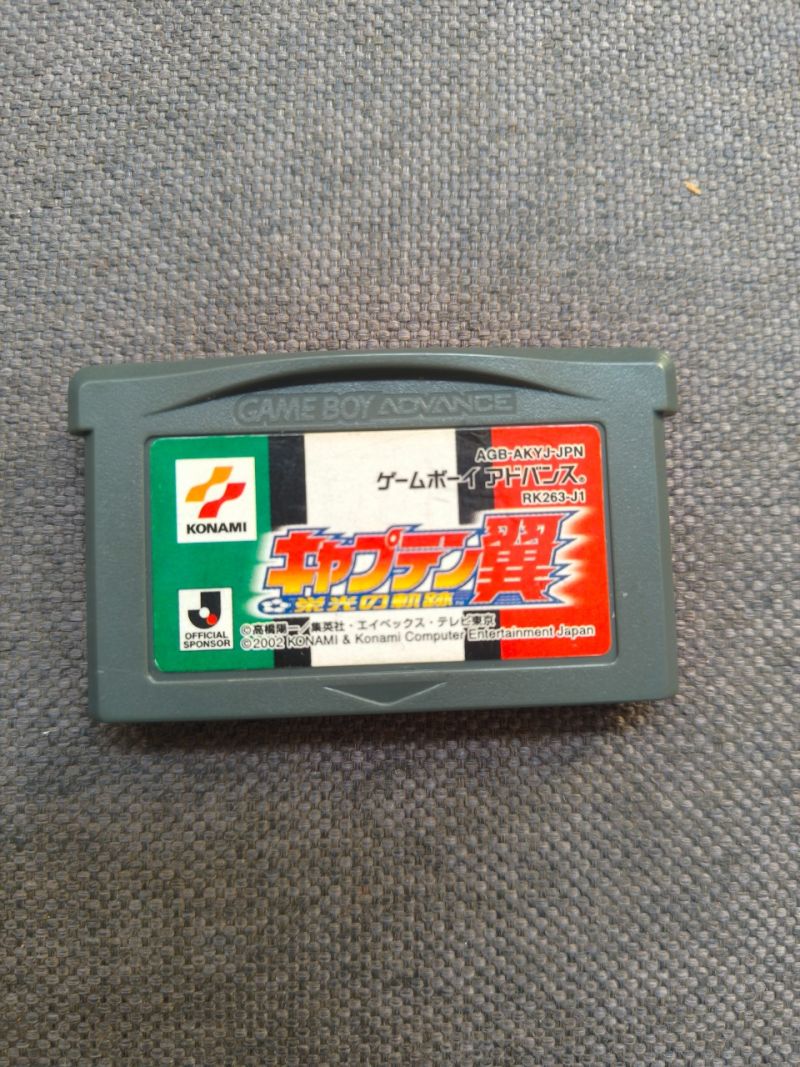 GAME BOY ADVANCE
AGB-AKYJ-JPN
ゲームボーイ アドバンス®
RK263-J1
KONAMI
キャプテン翼
栄光の軌跡™
J
OFFICIAL
SPONSOR
©高橋陽一/集英社・エイベックス・テレビ東京
©2002 KONAMI & Konami Computer Entertainment Japan